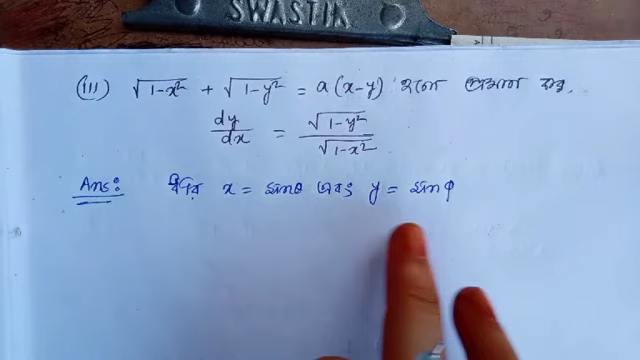 SWASTIK
(III) √1-x² + √1-y² = a(x-y) হলে প্রমাণ কর,
dy/dx = √1-y²/√1-x²
Ans: ধরি x = sinθ এবং y = sinφ